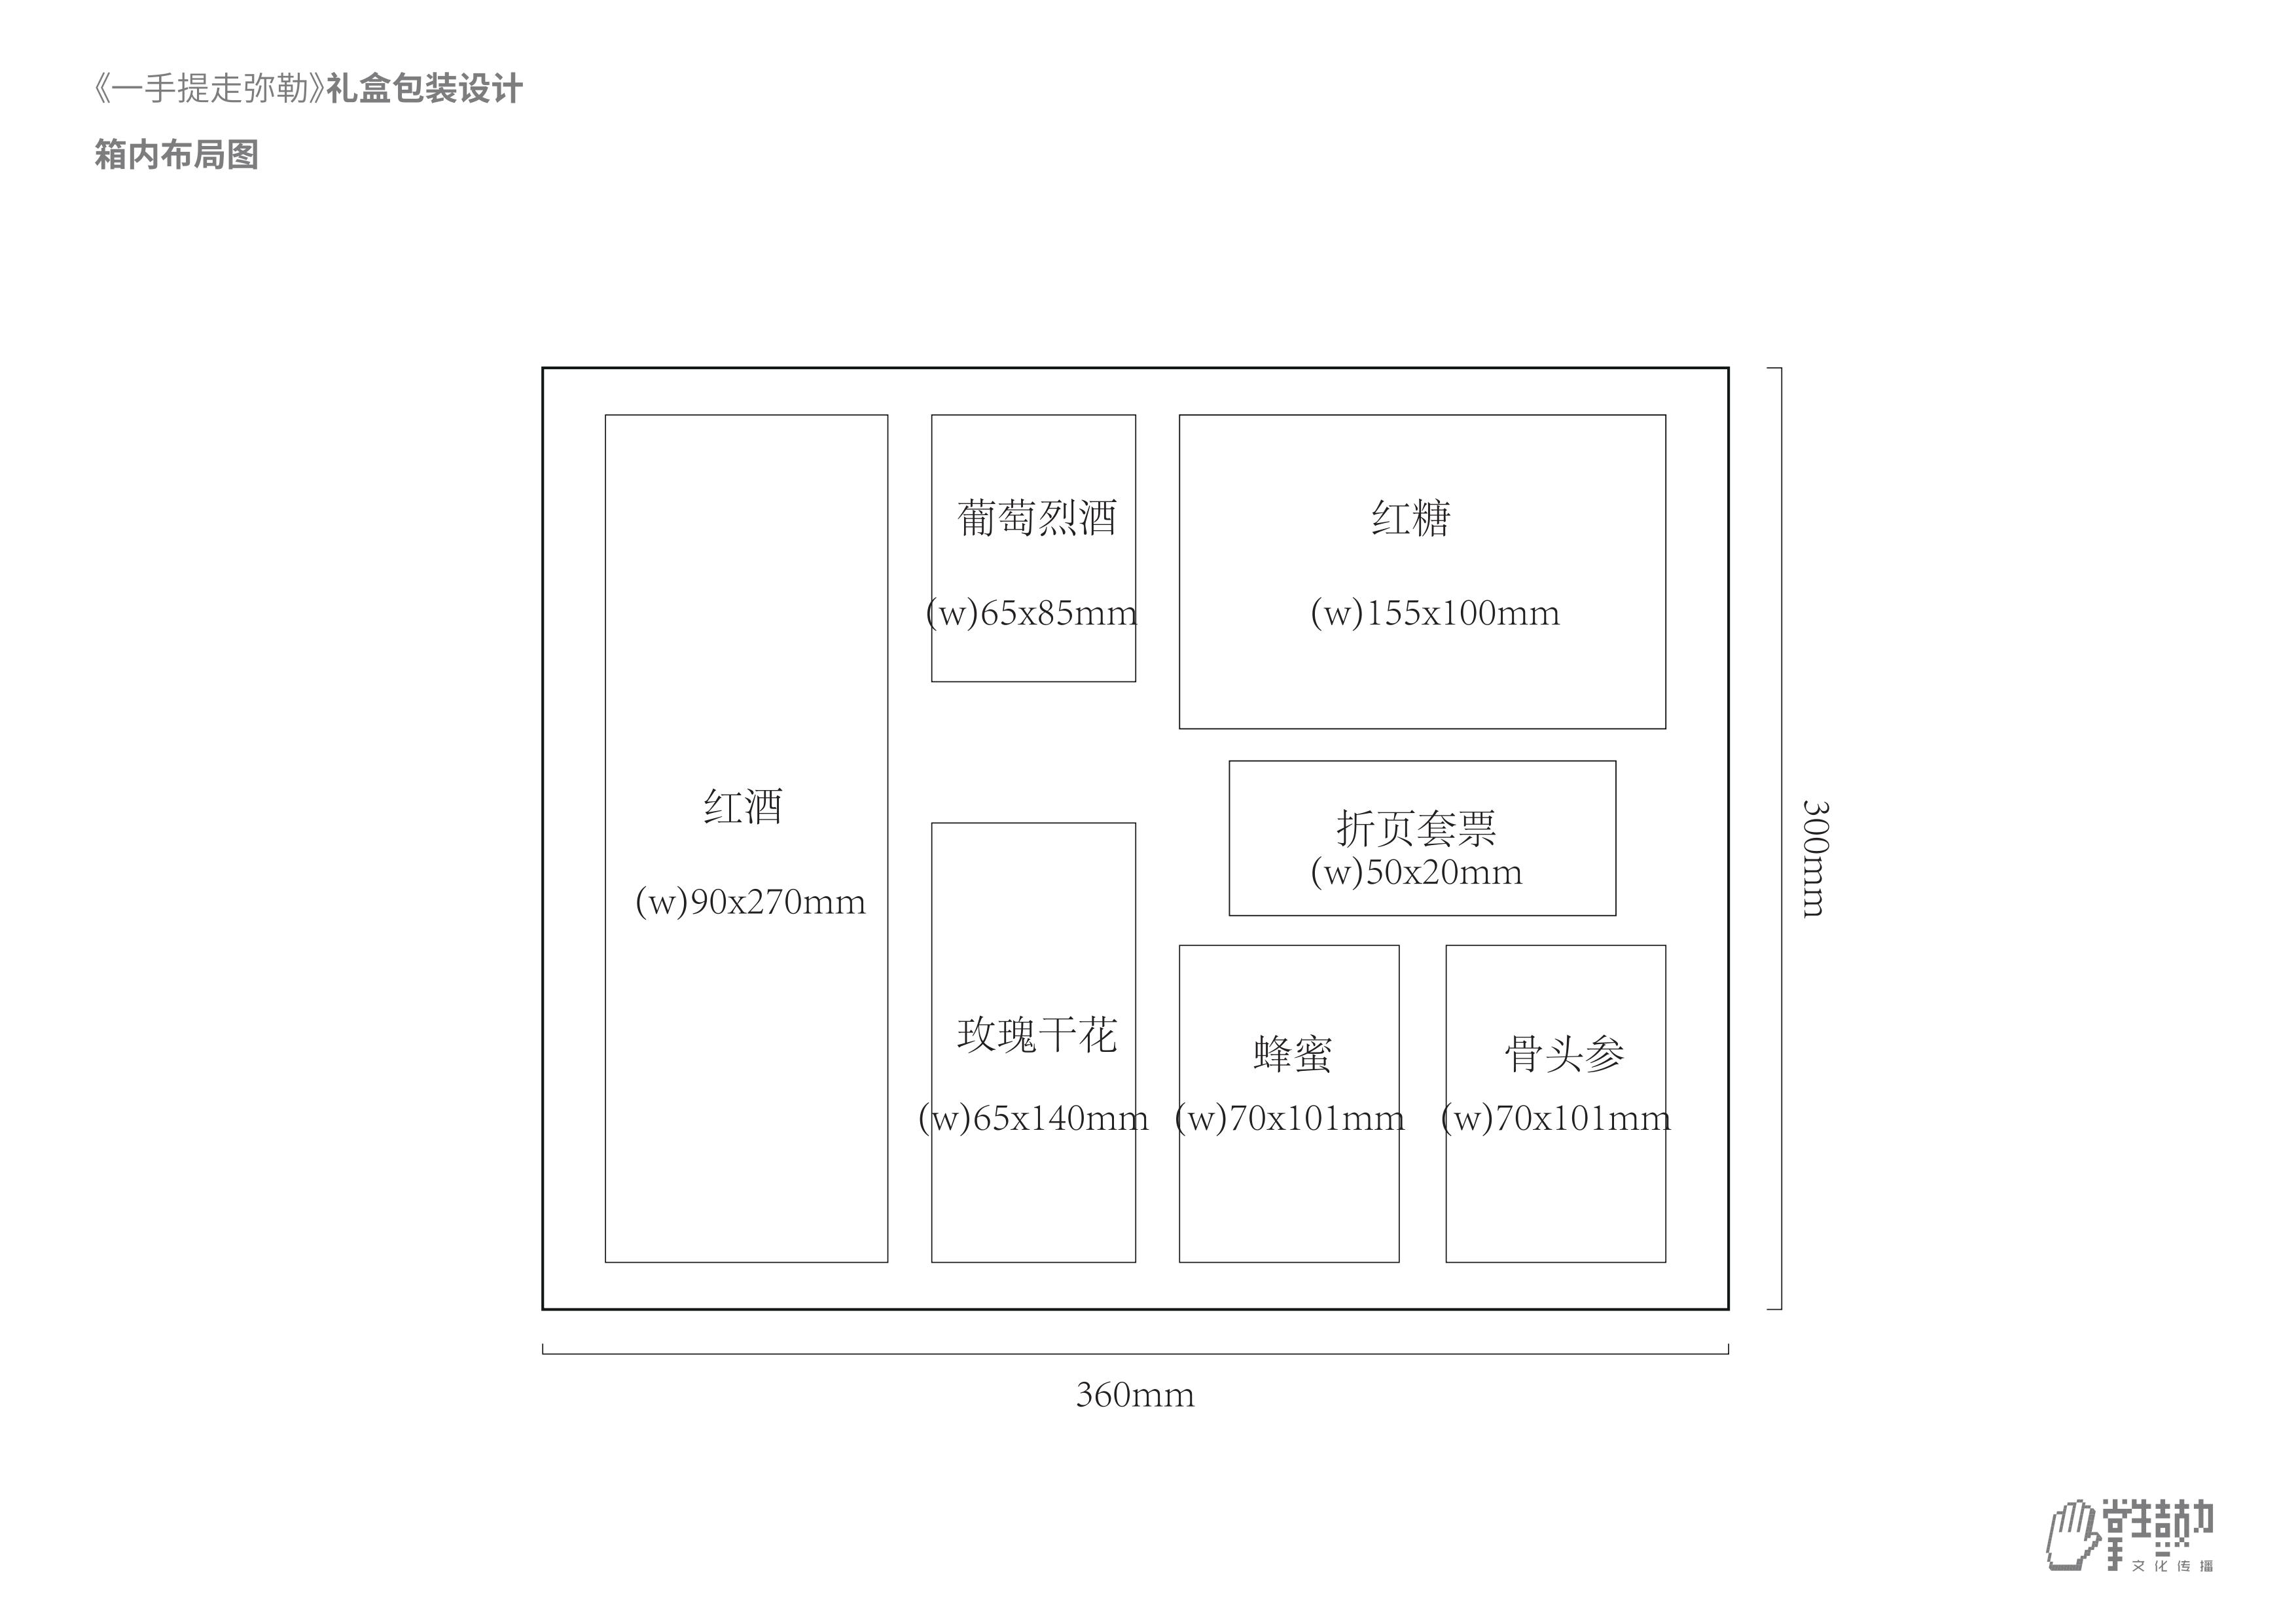 《一手提走弥勒》礼盒包装设计
箱内布局图
红酒
(w)90x270mm
葡萄烈酒
(w)65x85mm
红糖
(w)155x100mm
折页套票
(w)50x20mm
玫瑰干花
(w)65x140mm
蜂蜜
(w)70x101mm
骨头参
(w)70x101mm
300mm
360mm
文化传播